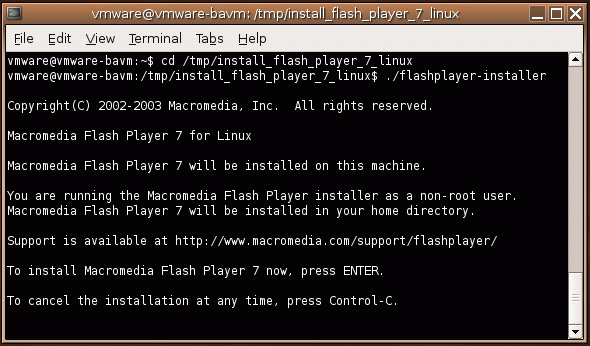 vmware@vmware-bavm: /tmp/install_flash_player_7_linux
File Edit View Terminal Tabs Help
vmware@vmware-bavm:~$ cd /tmp/install_flash_player_7_linux
vmware@vmware-bavm:/tmp/install_flash_player_7_linux$ ./flashplayer-installer
Copyright(C) 2002-2003 Macromedia, Inc.  All rights reserved.
Macromedia Flash Player 7 for Linux
Macromedia Flash Player 7 will be installed on this machine.
You are running the Macromedia Flash Player installer as a non-root user.
Macromedia Flash Player 7 will be installed in your home directory.
Support is available at http://www.macromedia.com/support/flashplayer/
To install Macromedia Flash Player 7 now, press ENTER.
To cancel the installation at any time, press Control-C.